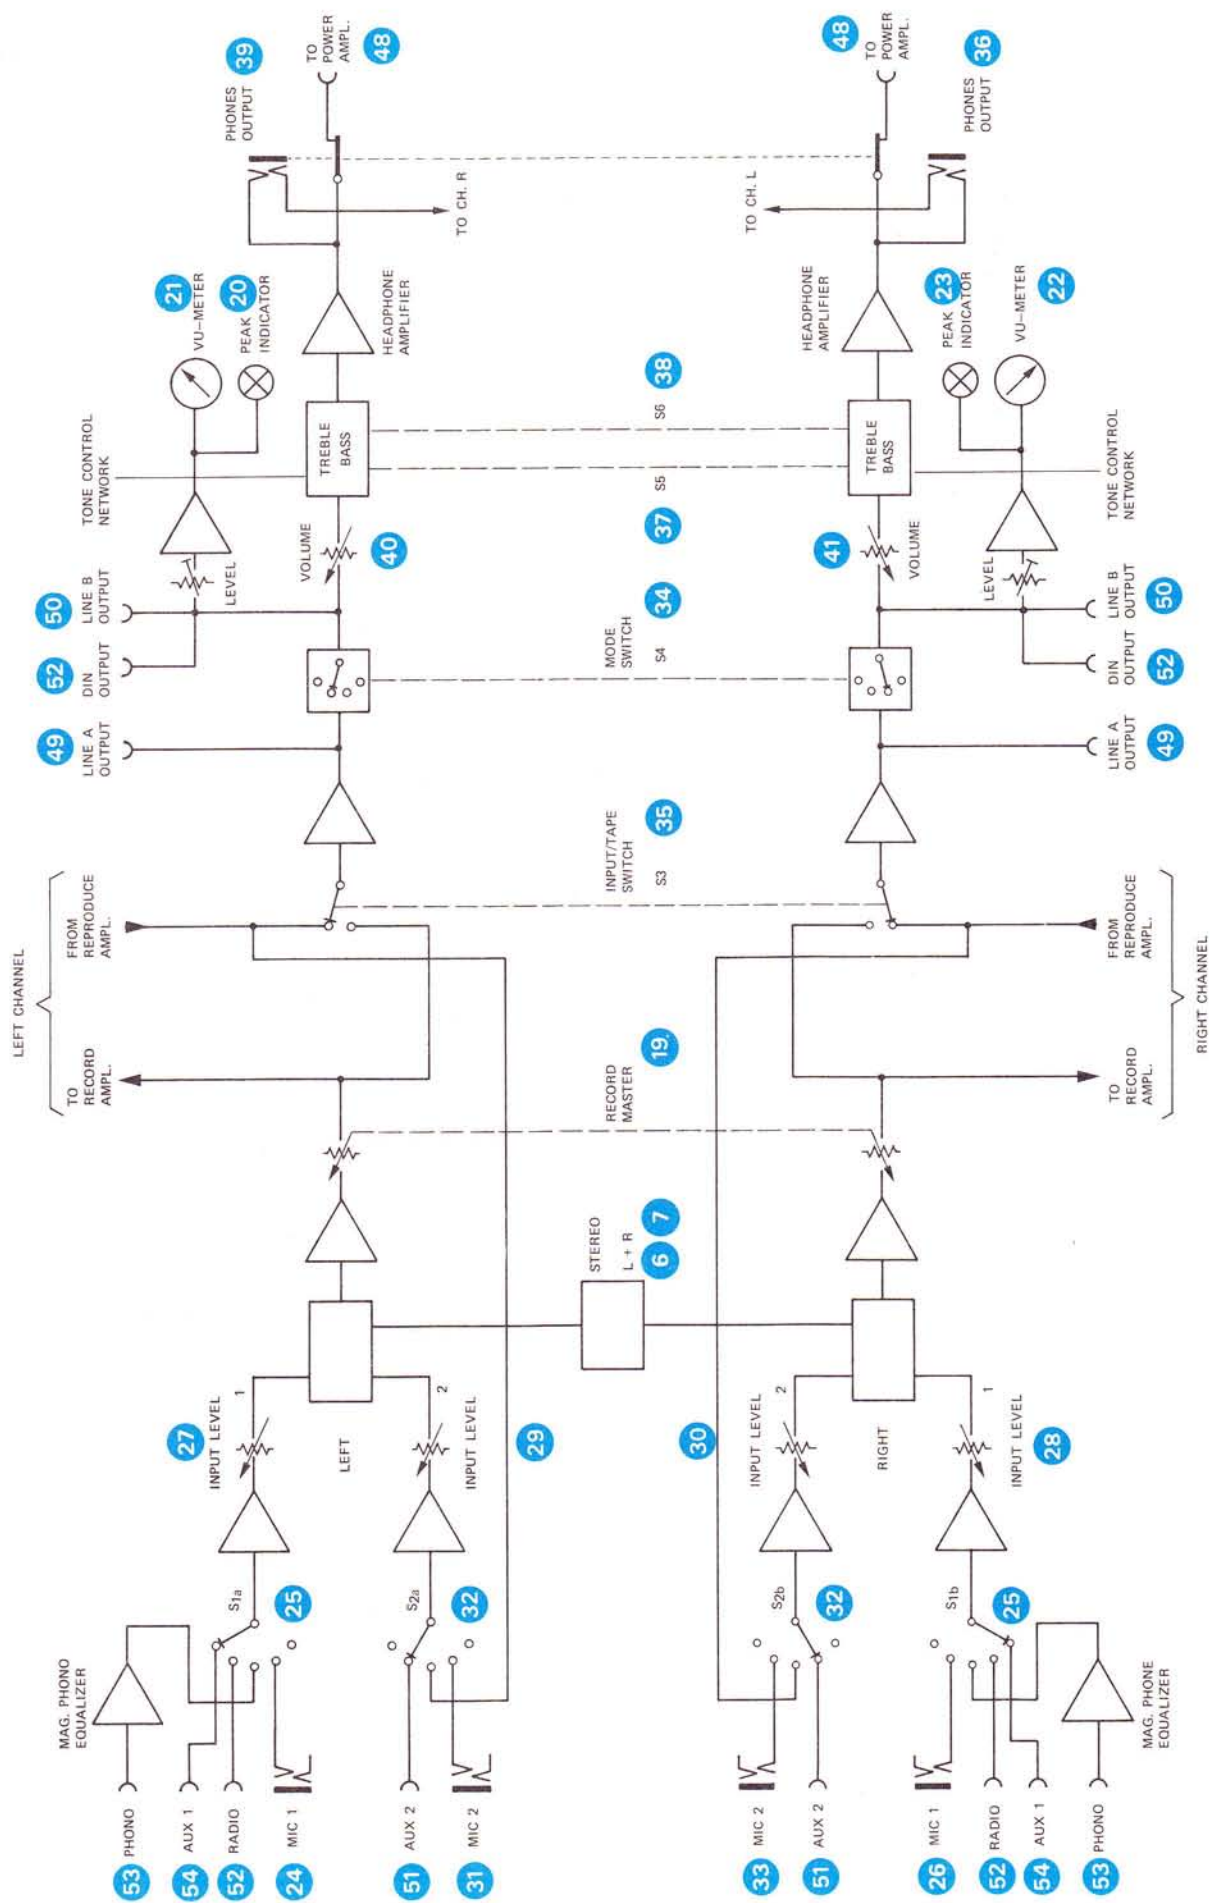 LEFT CHANNEL
53 PHONO
54 AUX 1
52 RADIO
24 MIC 1
51 AUX 2
31 MIC 2
MAG. PHONO
EQUALIZER
S1a
25
S2a
32
27
INPUT LEVEL
1
LEFT
INPUT LEVEL
2
29
TO
RECORD
AMPL.
FROM
REPRODUCE
AMPL.
49
LINE A
OUTPUT
52
DIN
OUTPUT
50
LINE B
OUTPUT
LEVEL
VOLUME
40
TONE CONTROL
NETWORK
TREBLE
BASS
21
VU-METER
20
PEAK
INDICATOR
HEADPHONE
AMPLIFIER
PHONES
OUTPUT
39
TO CH. R
TO
POWER
AMPL.
48
STEREO
L + R
6 7
RECORD
MASTER
19.
INPUT/TAPE
SWITCH
S3
35
MODE
SWITCH
S4
34
S5
37
S6
38
33 MIC 2
51 AUX 2
26 MIC 1
52 RADIO
54 AUX 1
53 PHONO
MAG. PHONE
EQUALIZER
S2b
32
S1b
25
30
INPUT LEVEL
2
RIGHT
INPUT LEVEL
1
28
TO
RECORD
AMPL.
FROM
REPRODUCE
AMPL.
RIGHT CHANNEL
LINE A
OUTPUT
49
DIN
OUTPUT
52
LINE B
OUTPUT
50
LEVEL
41
VOLUME
TREBLE
BASS
TONE CONTROL
NETWORK
HEADPHONE
AMPLIFIER
PEAK 23
INDICATOR
VU-METER
22
TO CH. L
48
TO
POWER
AMPL.
PHONES
OUTPUT
36